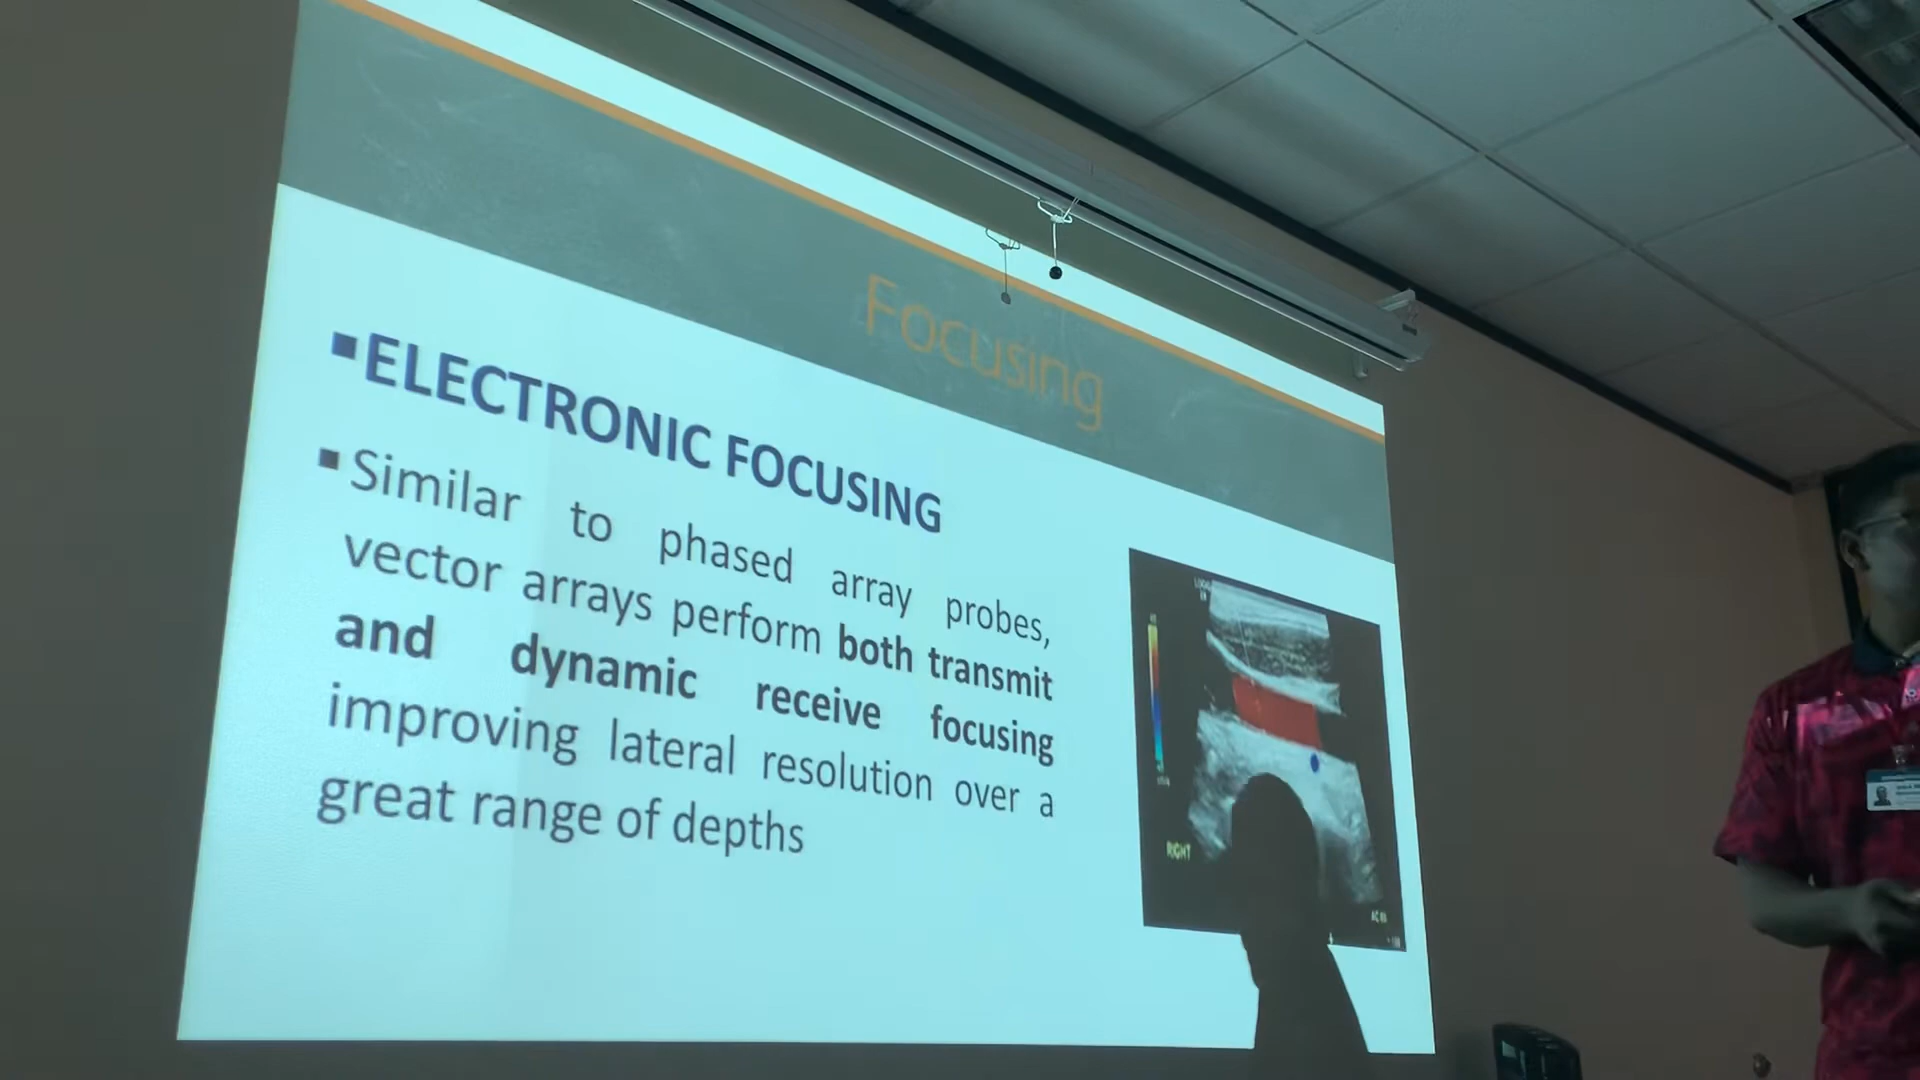 Focusing
▪ELECTRONIC FOCUSING
▪ Similar to phased array probes,
vector arrays perform both transmit
and dynamic receive focusing
improving lateral resolution over a
great range of depths
RIGHT